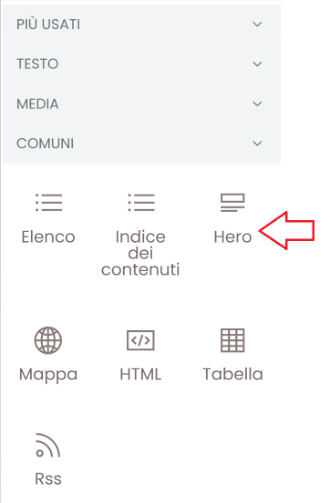 PIÙ USATI
TESTO
MEDIA
COMUNI
Elenco
Indice
dei
contenuti
Hero
Mappa
HTML
Tabella
Rss